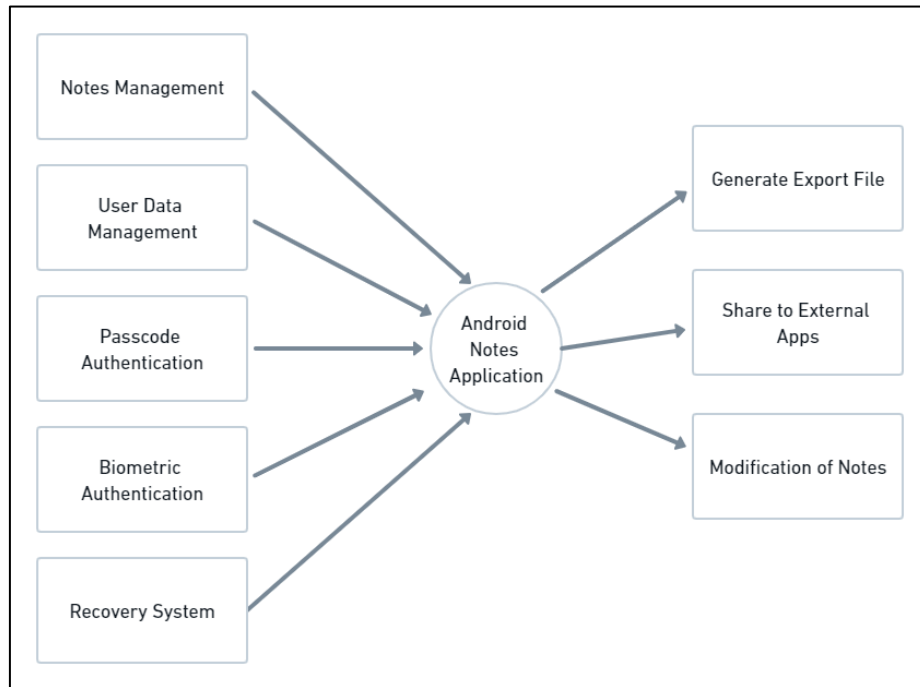 Notes Management
User Data
Management
Passcode
Authentication
Biometric
Authentication
Recovery System
Android
Notes
Application
Generate Export File
Share to External
Apps
Modification of Notes